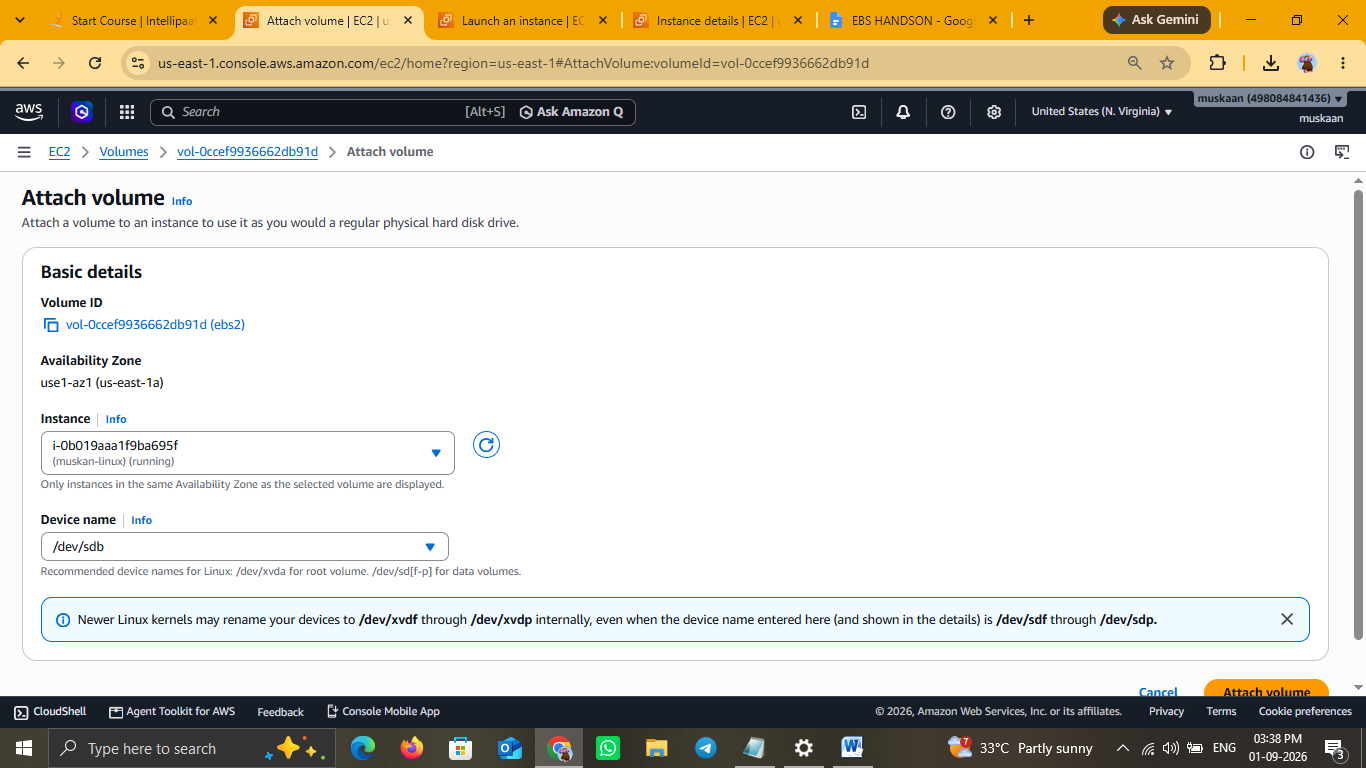 Start Course | Intellipaa
Attach volume | EC2 | u
Launch an instance | EC
Instance details | EC2 |
EBS HANDSON - Goog
Ask Gemini
us-east-1.console.aws.amazon.com/ec2/home?region=us-east-1#AttachVolume:volumeId=vol-0ccef9936662db91d
aws
Search
[Alt+S]
Ask Amazon Q
United States (N. Virginia)
muskaan (498084841436)
muskaan
EC2
Volumes
vol-0ccef9936662db91d
Attach volume
Attach volume Info
Attach a volume to an instance to use it as you would a regular physical hard disk drive.
Basic details
Volume ID
vol-0ccef9936662db91d (ebs2)
Availability Zone
use1-az1 (us-east-1a)
Instance Info
i-0b019aaa1f9ba695f
(muskan-linux) (running)
Only instances in the same Availability Zone as the selected volume are displayed.
Device name Info
/dev/sdb
Recommended device names for Linux: /dev/xvda for root volume. /dev/sd[f-p] for data volumes.
Newer Linux kernels may rename your devices to /dev/xvdf through /dev/xvdp internally, even when the device name entered here (and shown in the details) is /dev/sdf through /dev/sdp.
Cancel
Attach volume
CloudShell
Agent Toolkit for AWS
Feedback
Console Mobile App
© 2026, Amazon Web Services, Inc. or its affiliates.
Privacy
Terms
Cookie preferences
Type here to search
7
33°C Partly sunny
ENG
03:38 PM
01-09-2026
3